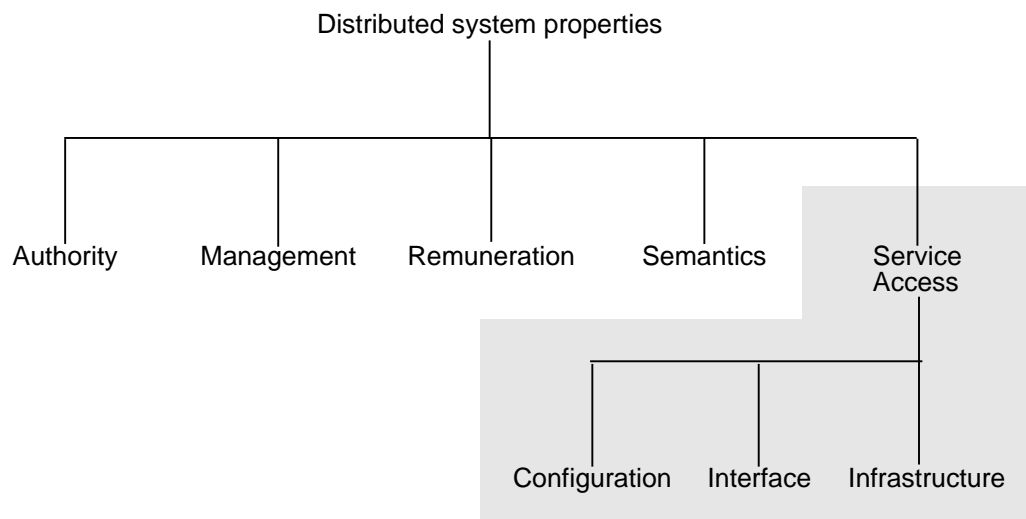 Distributed system properties
Authority
Management
Remuneration
Semantics
Service
Access
Configuration
Interface
Infrastructure